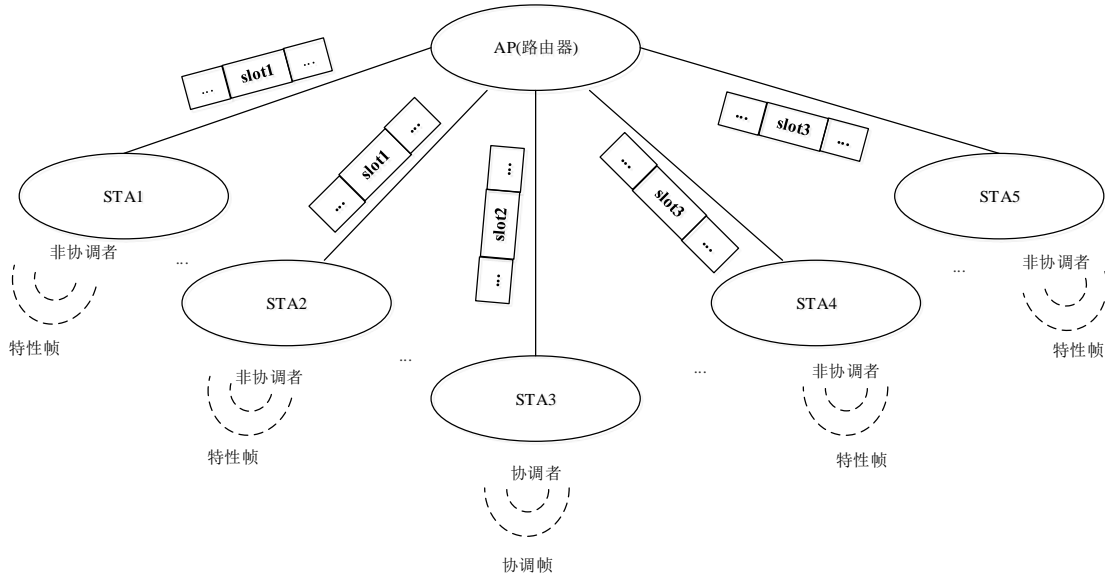 AP(路由器)
... slot1 ...
... slot1 ...
... slot2 ...
... slot3 ...
... slot3 ...
STA1
STA5
非协调者
...
...
非协调者
STA2
STA4
特性帧
特性帧
...
...
非协调者
非协调者
STA3
特性帧
特性帧
协调者
协调帧